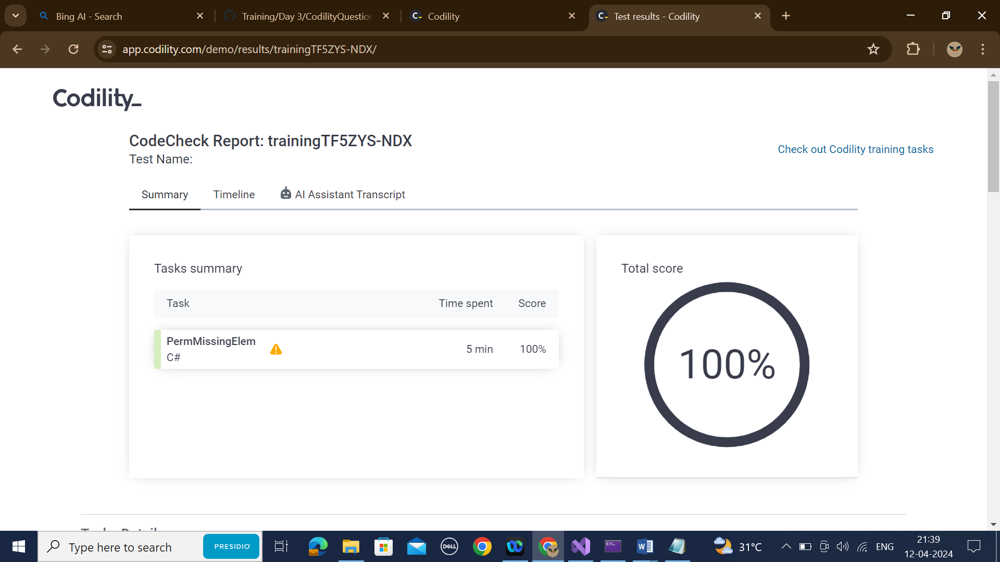 Bing AI - Search
Training/Day 3/CodilityQuestion
Codility
Test results - Codility
app.codility.com/demo/results/trainingTF5ZYS-NDX/
Codility_
CodeCheck Report: trainingTF5ZYS-NDX
Test Name:
Check out Codility training tasks
Summary
Timeline
AI Assistant Transcript
Tasks summary
Task Time spent Score
PermMissingElem
C#
5 min 100%
Total score
100%
Type here to search
PRESIDIO
DELL
31°C
ENG
21:39
12-04-2024